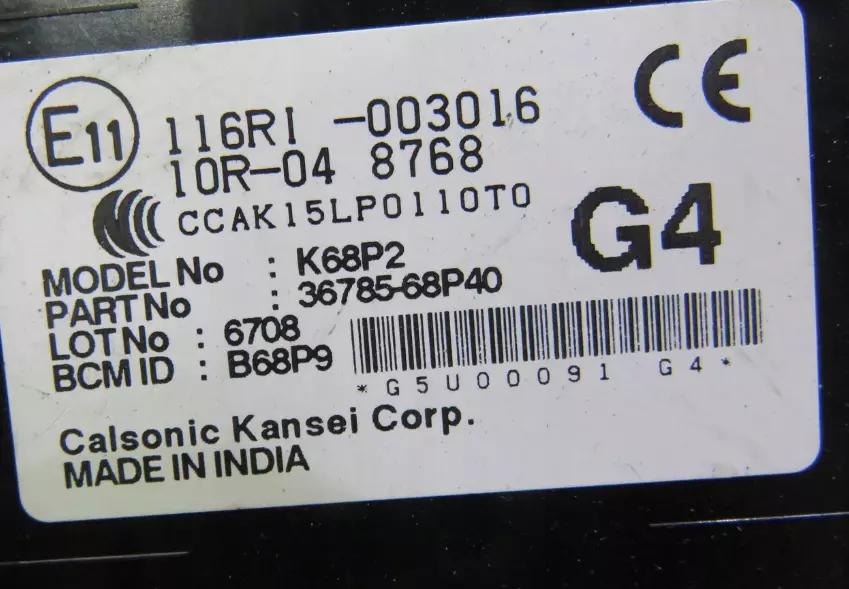 E11 116RI -003016 CE
10R-04 8768
CCAK15LP0110T0
G4
MODEL No : K68P2
PART No : 36785-68P40
LOT No : 6708
BCM ID : B68P9
*G5U00091 G4*
Calsonic Kansei Corp.
MADE IN INDIA